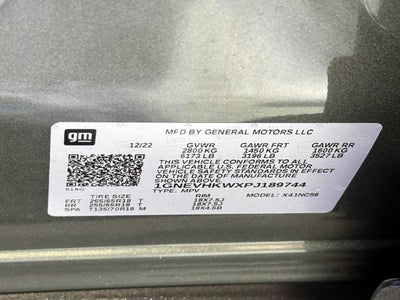 gm
MFD BY GENERAL MOTORS LLC
12/22 GVWR GAWR FRT GAWR RR
2800 KG 1450 KG 1600 KG
6173 LB 3196 LB 3527 LB
THIS VEHICLE CONFORMS TO ALL
APPLICABLE U.S. FEDERAL MOTOR
VEHICLE SAFETY STANDARDS IN EFFECT ON
THE DATE OF MANUFACTURE SHOWN ABOVE.
1GNEVHKWXPJ189744
TYPE: MPV MODEL: X41NC56
TIRE SIZE RIM
FRT 255/65R18 T 18X7.5J
RR 255/65R18 T 18X7.5J
SPA T135/70R18 M 18X4.5B